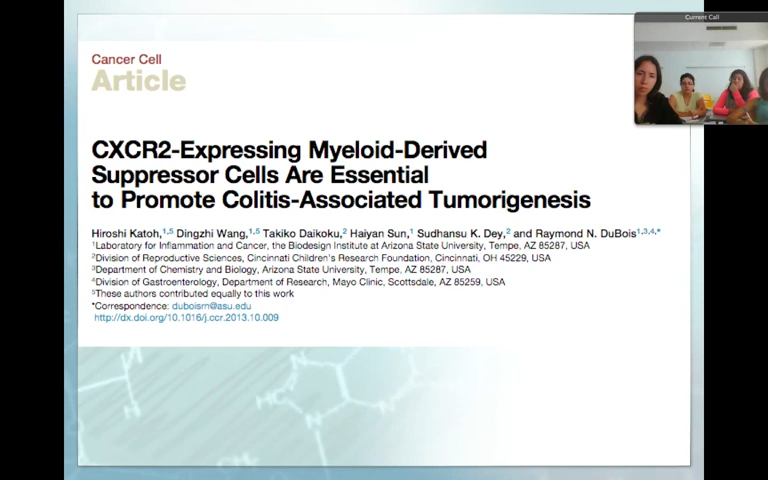 Current Call
Cancer Cell
Article
CXCR2-Expressing Myeloid-Derived
Suppressor Cells Are Essential
to Promote Colitis-Associated Tumorigenesis
Hiroshi Katoh,1,5 Dingzhi Wang,1,5 Takiko Daikoku,2 Haiyan Sun,1 Sudhansu K. Dey,2 and Raymond N. DuBois1,3,4,*
1Laboratory for Inflammation and Cancer, the Biodesign Institute at Arizona State University, Tempe, AZ 85287, USA
2Division of Reproductive Sciences, Cincinnati Children's Research Foundation, Cincinnati, OH 45229, USA
3Department of Chemistry and Biology, Arizona State University, Tempe, AZ 85287, USA
4Division of Gastroenterology, Department of Research, Mayo Clinic, Scottsdale, AZ 85259, USA
5These authors contributed equally to this work
*Correspondence: duboisrn@asu.edu
http://dx.doi.org/10.1016/j.ccr.2013.10.009
HC
N
N
CH